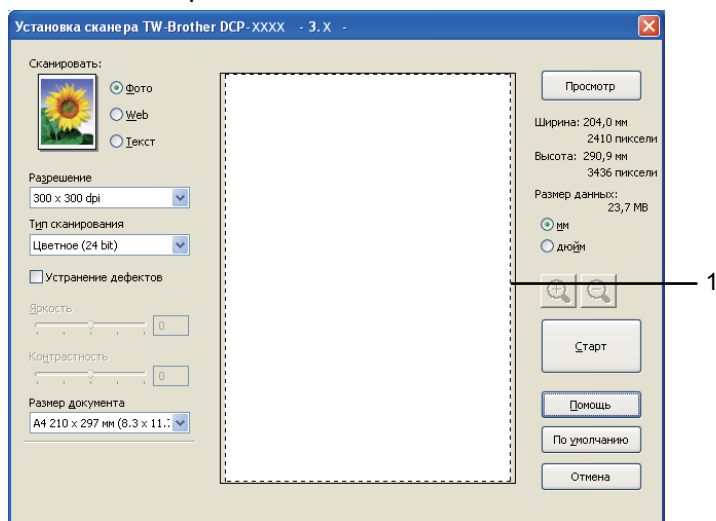 Установка сканера TW-Brother DCP-XXXX - 3.X -
Сканировать:
Фото
Web
Текст
Разрешение
300 x 300 dpi
Тип сканирования
Цветное (24 bit)
Устранение дефектов
Яркость
0
Контрастность
0
Размер документа
A4 210 x 297 мм (8.3 x 11.7
Просмотр
Ширина: 204,0 мм
2410 пиксели
Высота: 290,9 мм
3436 пиксели
Размер данных:
23,7 MB
мм
дюйм
1
Старт
Помощь
По умолчанию
Отмена